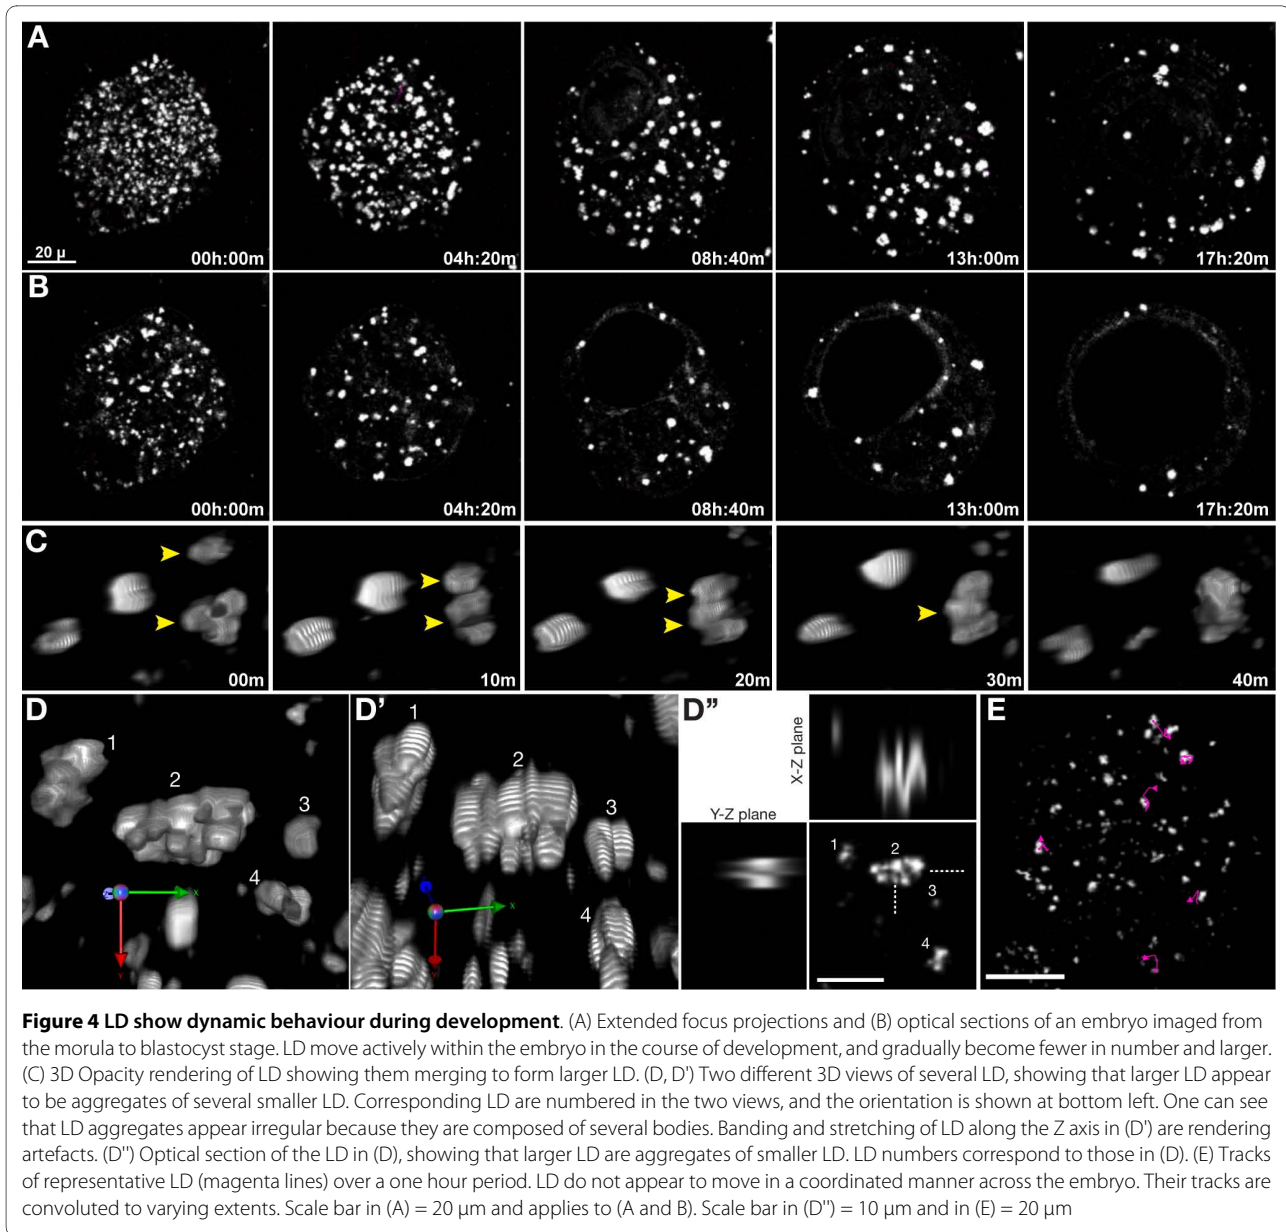 A
20 µ
00h:00m
04h:20m
08h:40m
13h:00m
17h:20m
B
00h:00m
04h:20m
08h:40m
13h:00m
17h:20m
C
00m
10m
20m
30m
40m
D
1
2
3
4
X
Y
D'
1
2
3
4
X
D”
X-Z plane
Y-Z plane
1
2
3
4
E
Figure 4 LD show dynamic behaviour during development. (A) Extended focus projections and (B) optical sections of an embryo imaged from
the morula to blastocyst stage. LD move actively within the embryo in the course of development, and gradually become fewer in number and larger.
(C) 3D Opacity rendering of LD showing them merging to form larger LD. (D, D') Two different 3D views of several LD, showing that larger LD appear
to be aggregates of several smaller LD. Corresponding LD are numbered in the two views, and the orientation is shown at bottom left. One can see
that LD aggregates appear irregular because they are composed of several bodies. Banding and stretching of LD along the Z axis in (D') are rendering
artefacts. (D'') Optical section of the LD in (D), showing that larger LD are aggregates of smaller LD. LD numbers correspond to those in (D). (E) Tracks
of representative LD (magenta lines) over a one hour period. LD do not appear to move in a coordinated manner across the embryo. Their tracks are
convoluted to varying extents. Scale bar in (A) = 20 μm and applies to (A and B). Scale bar in (D'') = 10 μm and in (E) = 20 μm